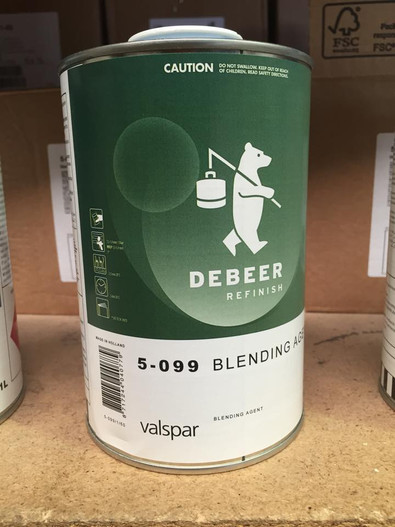 FSC
CAUTION DO NOT SWALLOW. KEEP OUT OF REACH
OF CHILDREN. READ SAFETY DIRECTIONS.
DEBEER
REFINISH
MADE IN HOLLAND
5-099 BLENDING AGE
BLENDING AGENT
valspar
1L